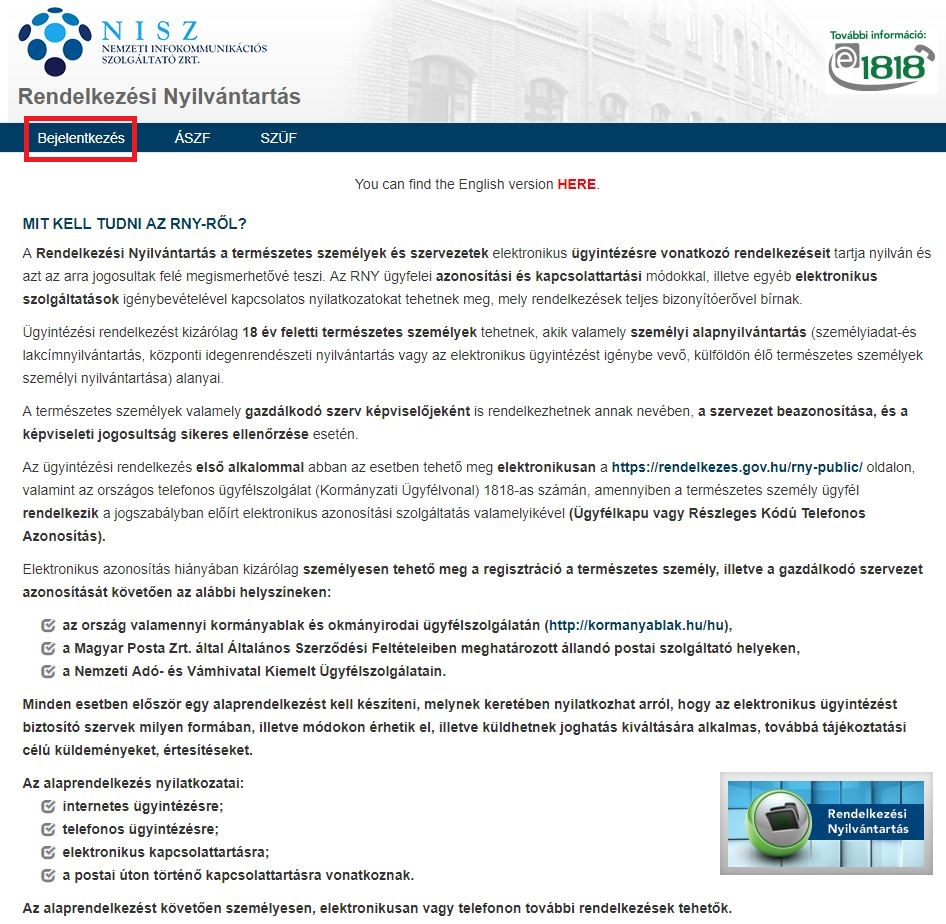 NISZ
NEMZETI INFOKOMMUNIKÁCIÓS
SZOLGÁLTATÓ ZRT.
További információ:
e1818
Rendelkezési Nyilvántartás
Bejelentkezés ÁSZF SZÜF
You can find the English version HERE.
MIT KELL TUDNI AZ RNY-RŐL?
A Rendelkezési Nyilvántartás a természetes személyek és szervezetek elektronikus ügyintézésre vonatkozó rendelkezéseit tartja nyilván és
azt az arra jogosultak felé megismerhetővé teszi. Az RNY ügyfelei azonosítási és kapcsolattartási módokkal, illetve egyéb elektronikus
szolgáltatások igénybevételével kapcsolatos nyilatkozatokat tehetnek meg, mely rendelkezések teljes bizonyítóerővel bírnak.
Ügyintézési rendelkezést kizárólag 18 év feletti természetes személyek tehetnek, akik valamely személyi alapnyilvántartás (személyiadat-és
lakcímnyilvántartás, központi idegenrendészeti nyilvántartás vagy az elektronikus ügyintézést igénybe vevő, külföldön élő természetes személyek
személyi nyilvántartása) alanyai.
A természetes személyek valamely gazdálkodó szerv képviselőjeként is rendelkezhetnek annak nevében, a szervezet beazonosítása, és a
képviseleti jogosultság sikeres ellenőrzése esetén.
Az ügyintézési rendelkezés első alkalommal abban az esetben tehető meg elektronikusan a https://rendelkezes.gov.hu/rny-public/ oldalon,
valamint az országos telefonos ügyfélszolgálat (Kormányzati Ügyfélvonal) 1818-as számán, amennyiben a természetes személy ügyfél
rendelkezik a jogszabályban előírt elektronikus azonosítási szolgáltatás valamelyikével (Ügyfélkapu vagy Részleges Kódú Telefonos
Azonosítás).
Elektronikus azonosítás hiányában kizárólag személyesen tehető meg a regisztráció a természetes személy, illetve a gazdálkodó szervezet
azonosítását követően az alábbi helyszíneken:
az ország valamennyi kormányablak és okmányirodai ügyfélszolgálatán (http://kormanyablak.hu/hu),
a Magyar Posta Zrt. által Általános Szerződési Feltételeiben meghatározott állandó postai szolgáltató helyeken,
a Nemzeti Adó- és Vámhivatal Kiemelt Ügyfélszolgálatain.
Minden esetben először egy alaprendelkezést kell készíteni, melynek keretében nyilatkozhat arról, hogy az elektronikus ügyintézést
biztosító szervek milyen formában, illetve módokon érhetik el, illetve küldhetnek joghatás kiváltására alkalmas, továbbá tájékoztatási
célú küldeményeket, értesítéseket.
Az alaprendelkezés nyilatkozatai:
internetes ügyintézésre;
telefonos ügyintézésre;
elektronikus kapcsolattartásra;
a postai úton történő kapcsolattartásra vonatkoznak.
Rendelkezési
Nyilvántartás
Az alaprendelkezést követően személyesen, elektronikusan vagy telefonon további rendelkezések tehetők.